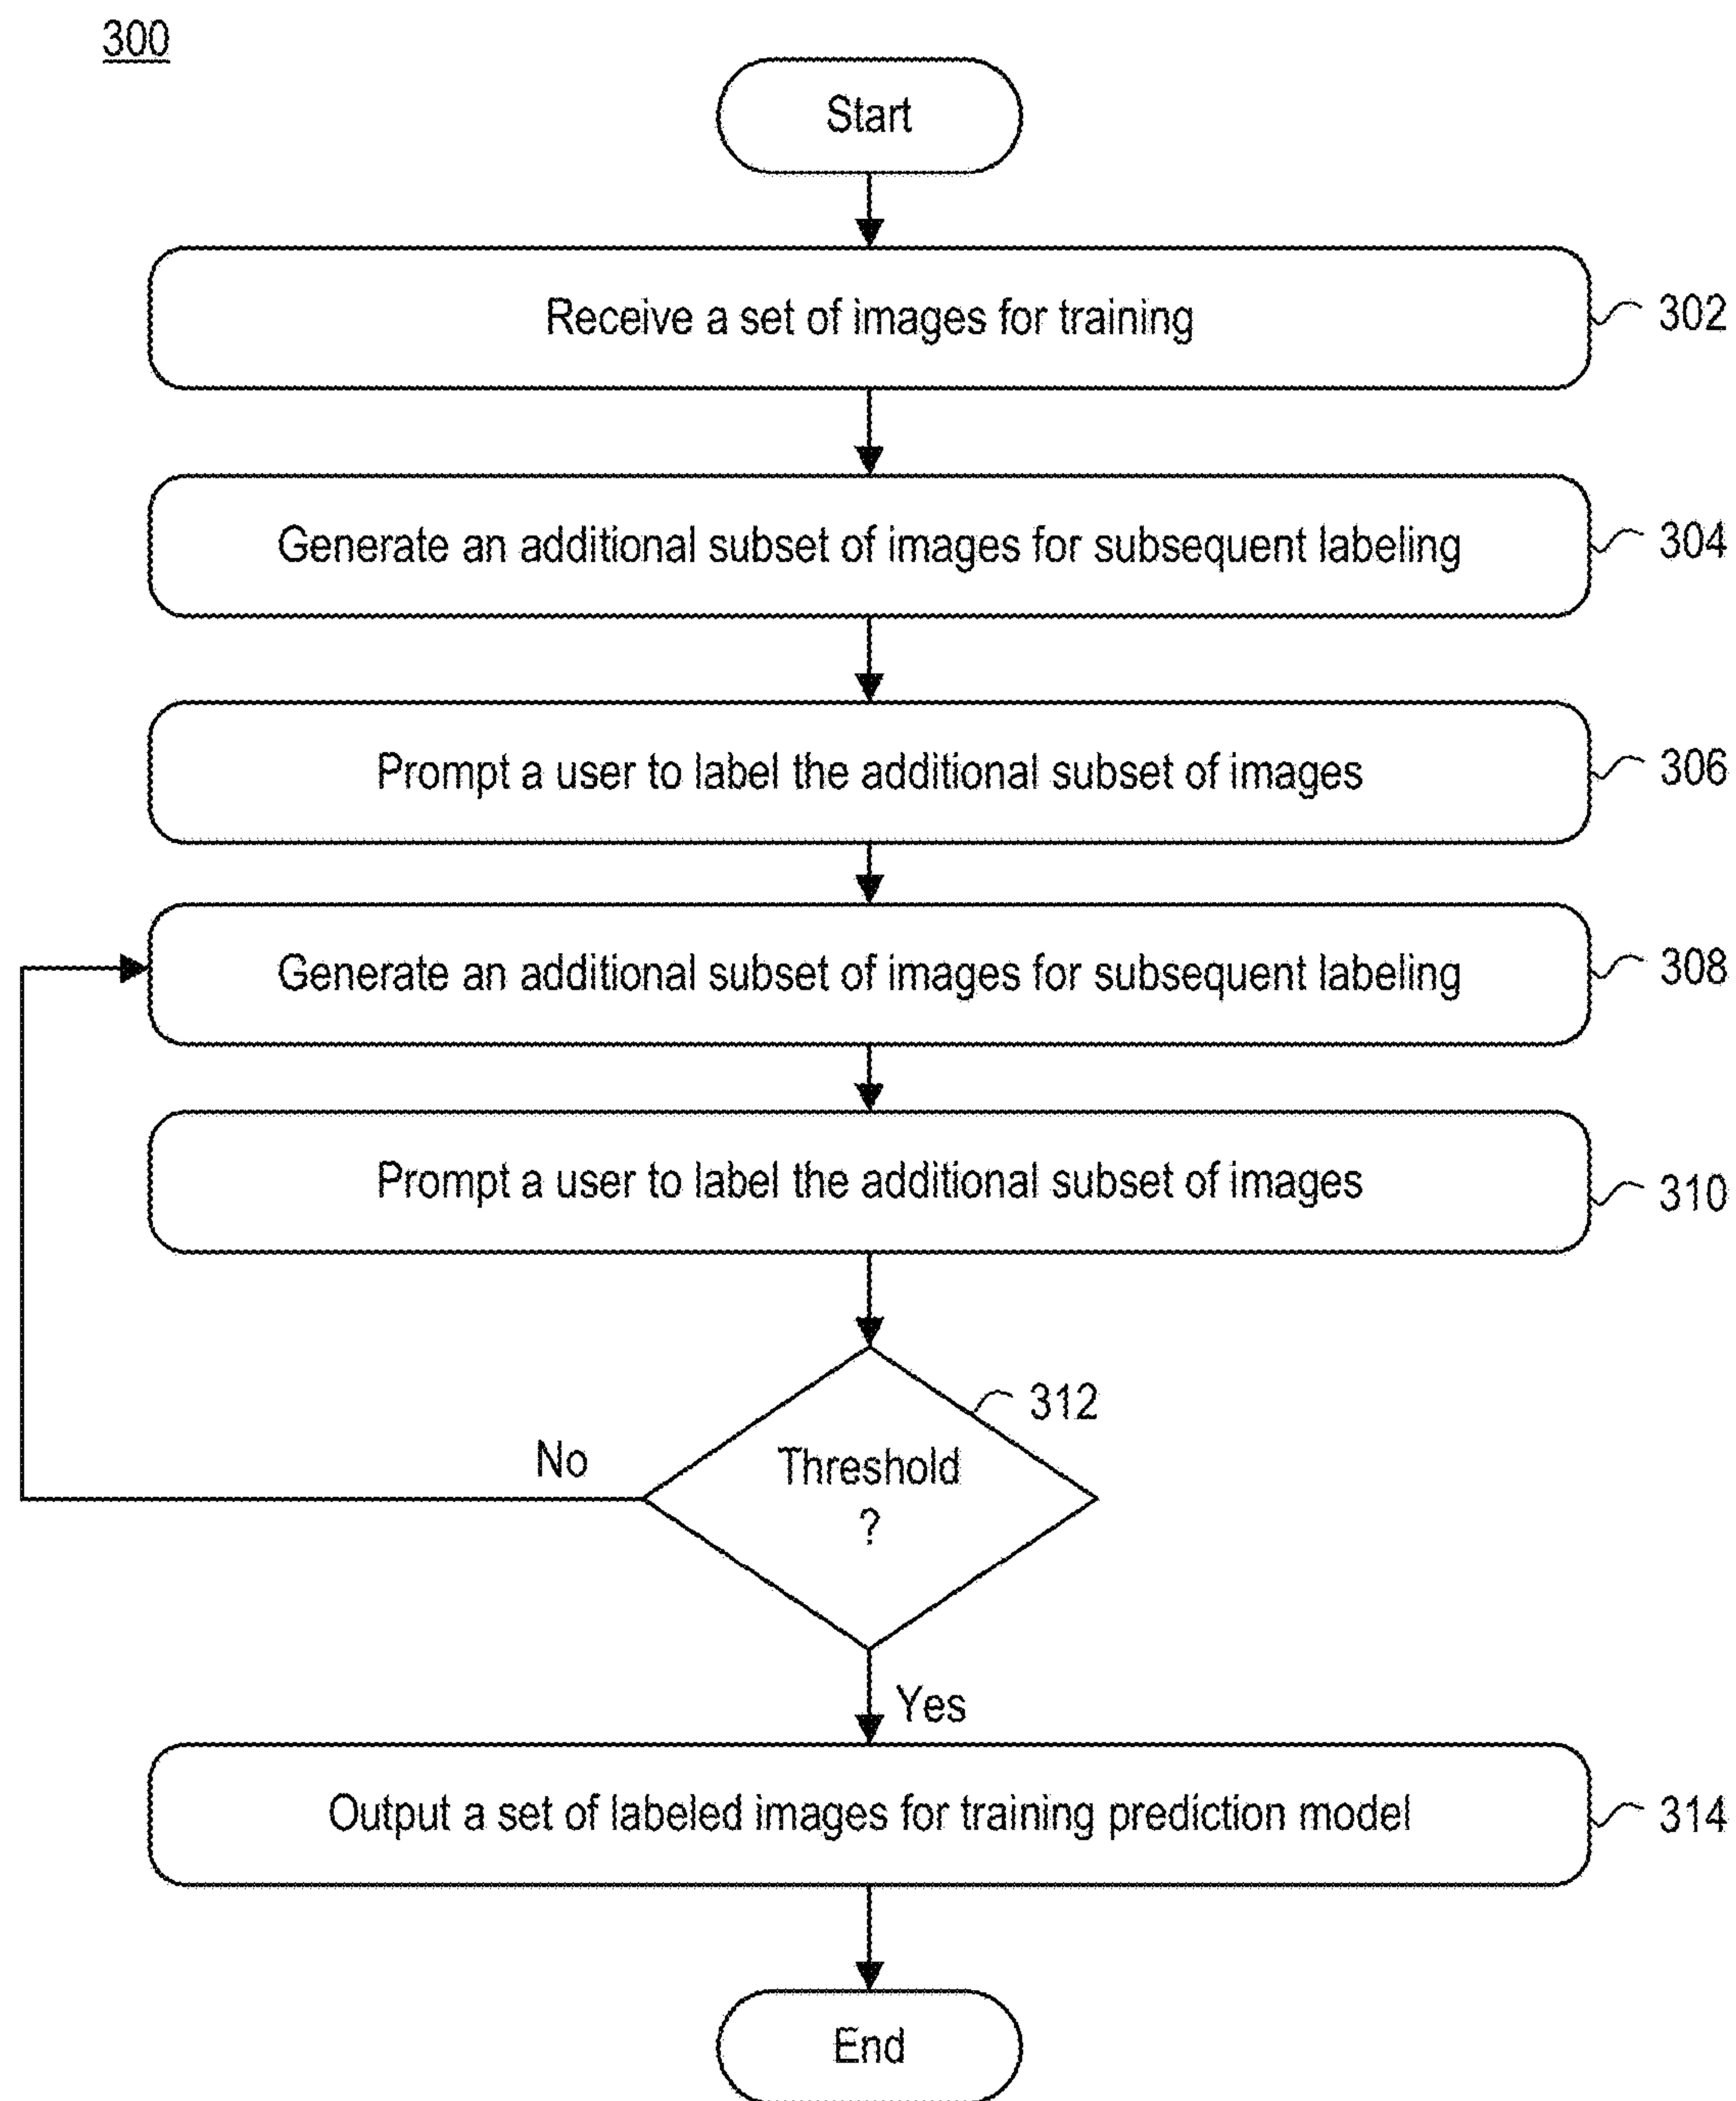 300
Start
Receive a set of images for training
302
Generate an additional subset of images for subsequent labeling
304
Prompt a user to label the additional subset of images
306
Generate an additional subset of images for subsequent labeling
308
Prompt a user to label the additional subset of images
310
312
Threshold
?
No
Yes
Output a set of labeled images for training prediction model
314
End